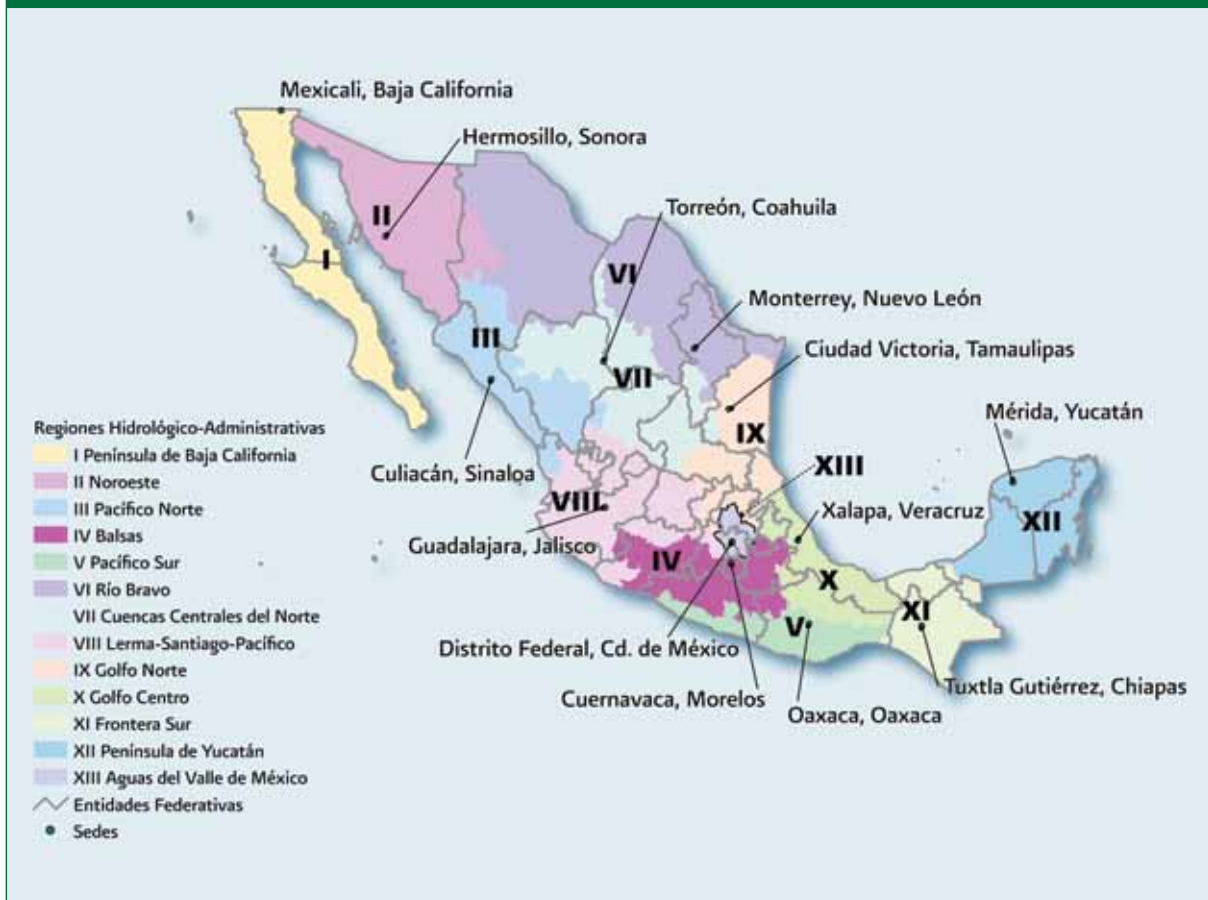 Mexicali, Baja California
Hermosillo, Sonora
II
Torreón, Coahuila
I
VI
Monterrey, Nuevo León
III
Ciudad Victoria, Tamaulipas
VII
Mérida, Yucatán
IX
Culiacán, Sinaloa
XIII
VIII
Xalapa, Veracruz
XII
Guadalajara, Jalisco
IV
X
XI
V
Distrito Federal, Cd. de México
Cuernavaca, Morelos
Oaxaca, Oaxaca
Tuxtla Gutiérrez, Chiapas
Regiones Hidrológico-Administrativas
I Península de Baja California
II Noroeste
III Pacífico Norte
IV Balsas
V Pacífico Sur
VI Río Bravo
VII Cuencas Centrales del Norte
VIII Lerma-Santiago-Pacífico
IX Golfo Norte
X Golfo Centro
XI Frontera Sur
XII Península de Yucatán
XIII Aguas del Valle de México
Entidades Federativas
Sedes